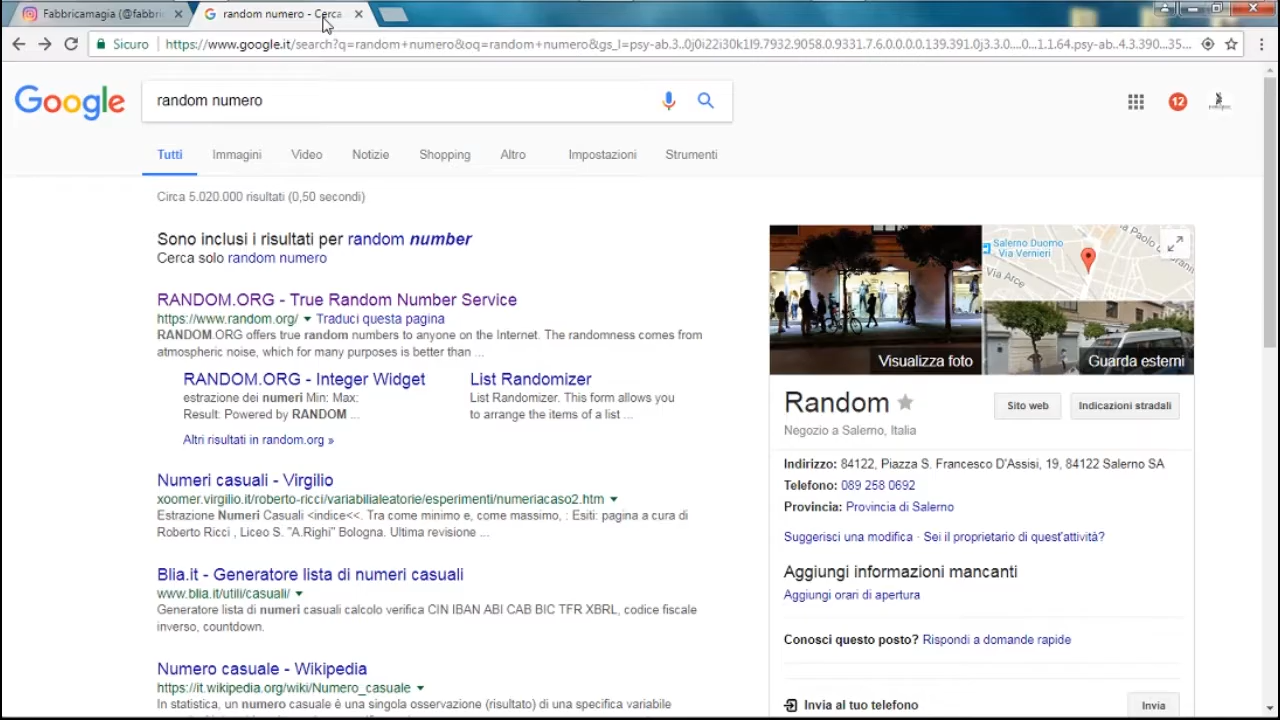 Fabbricamagia (@fabbri
random numero - Cerca
Sicuro
https://www.google.it/search?q=random+numero&oq=random+numero&gs_l=psy-ab.3..0j0i22i30k1l9.7932.9058.0.9331.7.6.0.0.0.0.139.391.0j3.3.0....0...1.1.64.psy-ab..4.3.390...35...
Google
random numero
12
Tutti Immagini Video Notizie Shopping Altro Impostazioni Strumenti
Circa 5.020.000 risultati (0,50 secondi)
Sono inclusi i risultati per random number
Cerca solo random numero
RANDOM.ORG - True Random Number Service
https://www.random.org/ Traduci questa pagina
RANDOM.ORG offers true random numbers to anyone on the Internet. The randomness comes from
atmospheric noise, which for many purposes is better than ...
RANDOM.ORG - Integer Widget
estrazione dei numeri Min: Max:
Result: Powered by RANDOM ...
List Randomizer
List Randomizer. This form allows you
to arrange the items of a list ...
Altri risultati in random.org »
Numeri casuali - Virgilio
xoomer.virgilio.it/roberto-ricci/variabilialeatorie/esperimenti/numeriacaso2.htm
Estrazione Numeri Casuali <indice<<. Tra come minimo e, come massimo, : Esiti: pagina a cura di
Roberto Ricci , Liceo S. "A.Righi" Bologna. Ultima revisione ...
Blia.it - Generatore lista di numeri casuali
www.blia.it/utili/casuali/
Generatore lista di numeri casuali calcolo verifica CIN IBAN ABI CAB BIC TFR XBRL, codice fiscale
inverso, countdown.
Numero casuale - Wikipedia
https://it.wikipedia.org/wiki/Numero_casuale
In statistica, un numero casuale è una singola osservazione (risultato) di una specifica variabile
Salerno Duomo
- Via Vernieri
Via Arce
Visualizza foto
Guarda esterni
Random
Sito web
Indicazioni stradali
Negozio a Salerno, Italia
Indirizzo: 84122, Piazza S. Francesco D'Assisi, 19, 84122 Salerno SA
Telefono: 089 258 0692
Provincia: Provincia di Salerno
Suggerisci una modifica · Sei il proprietario di quest'attività?
Aggiungi informazioni mancanti
Aggiungi orari di apertura
Conosci questo posto? Rispondi a domande rapide
Invia al tuo telefono
Invia